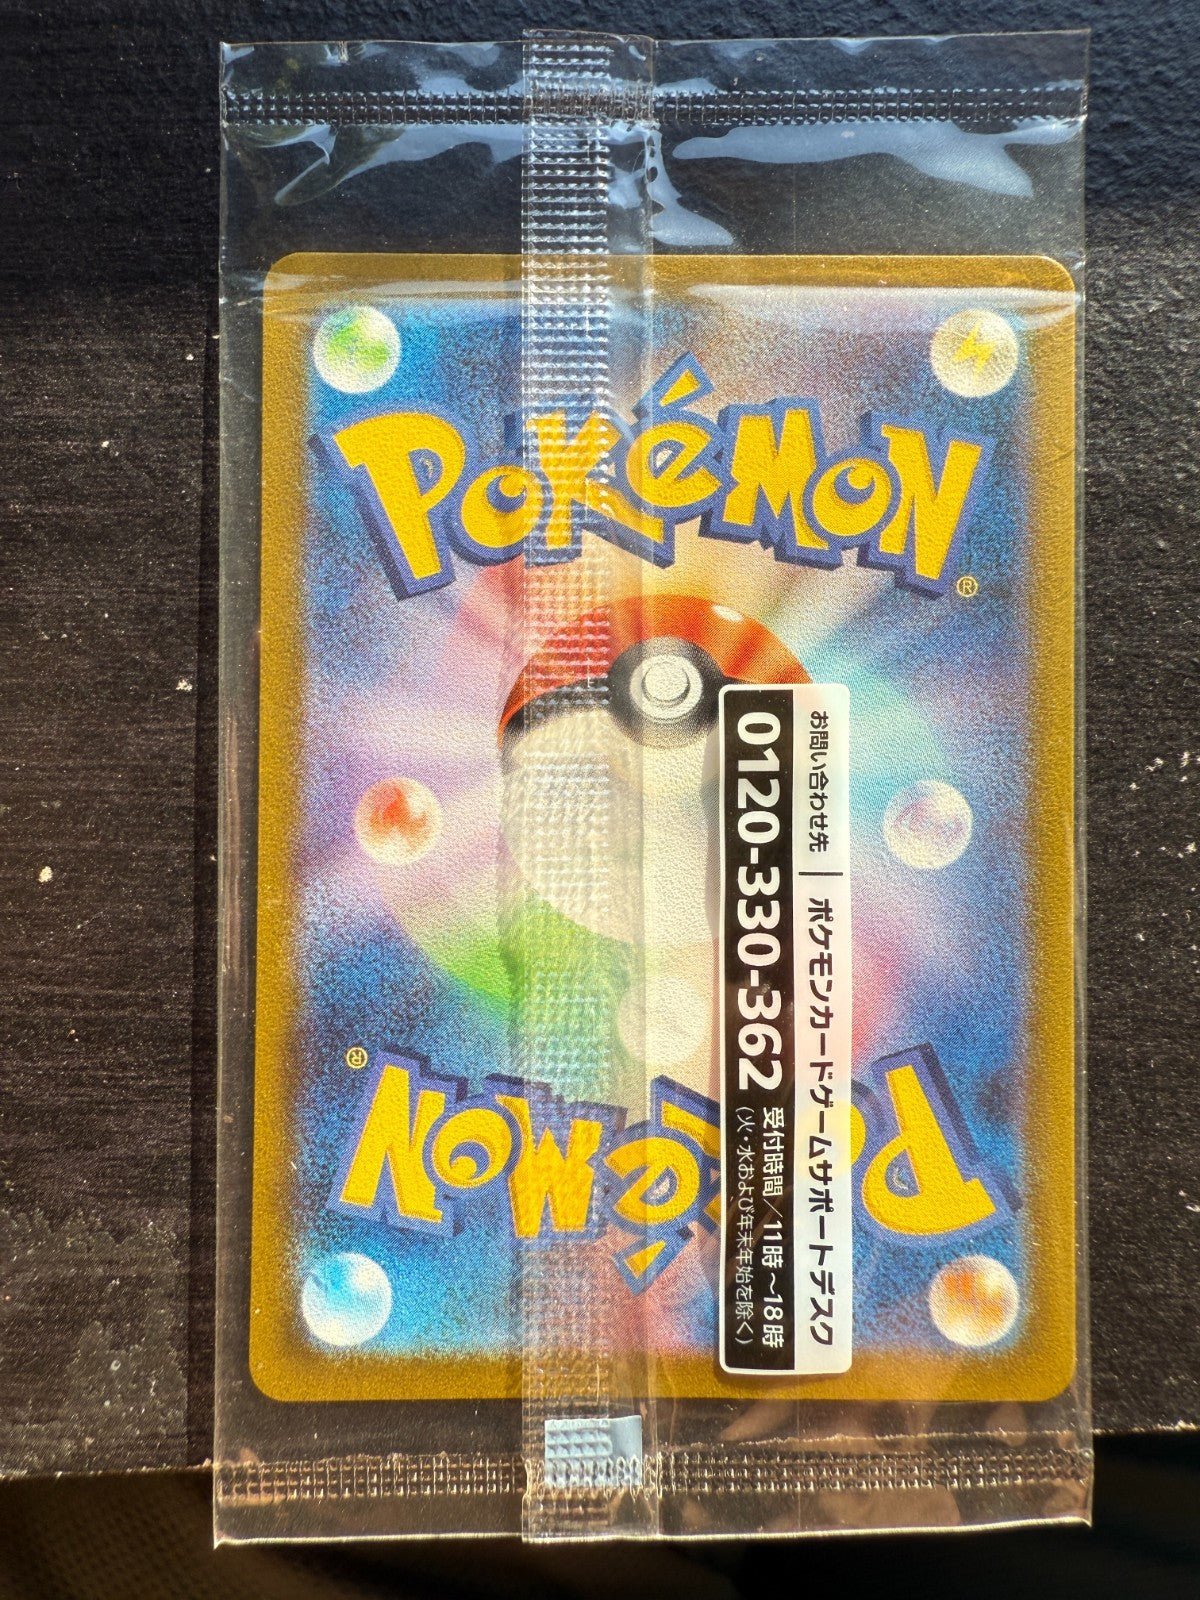 POKéMON
®
お問い合わせ先 | ポケモンカードゲームサポートデスク
0120-330-362 受付時間／11時〜18時
(火・水および年末年始を除く)
POKéMON
®